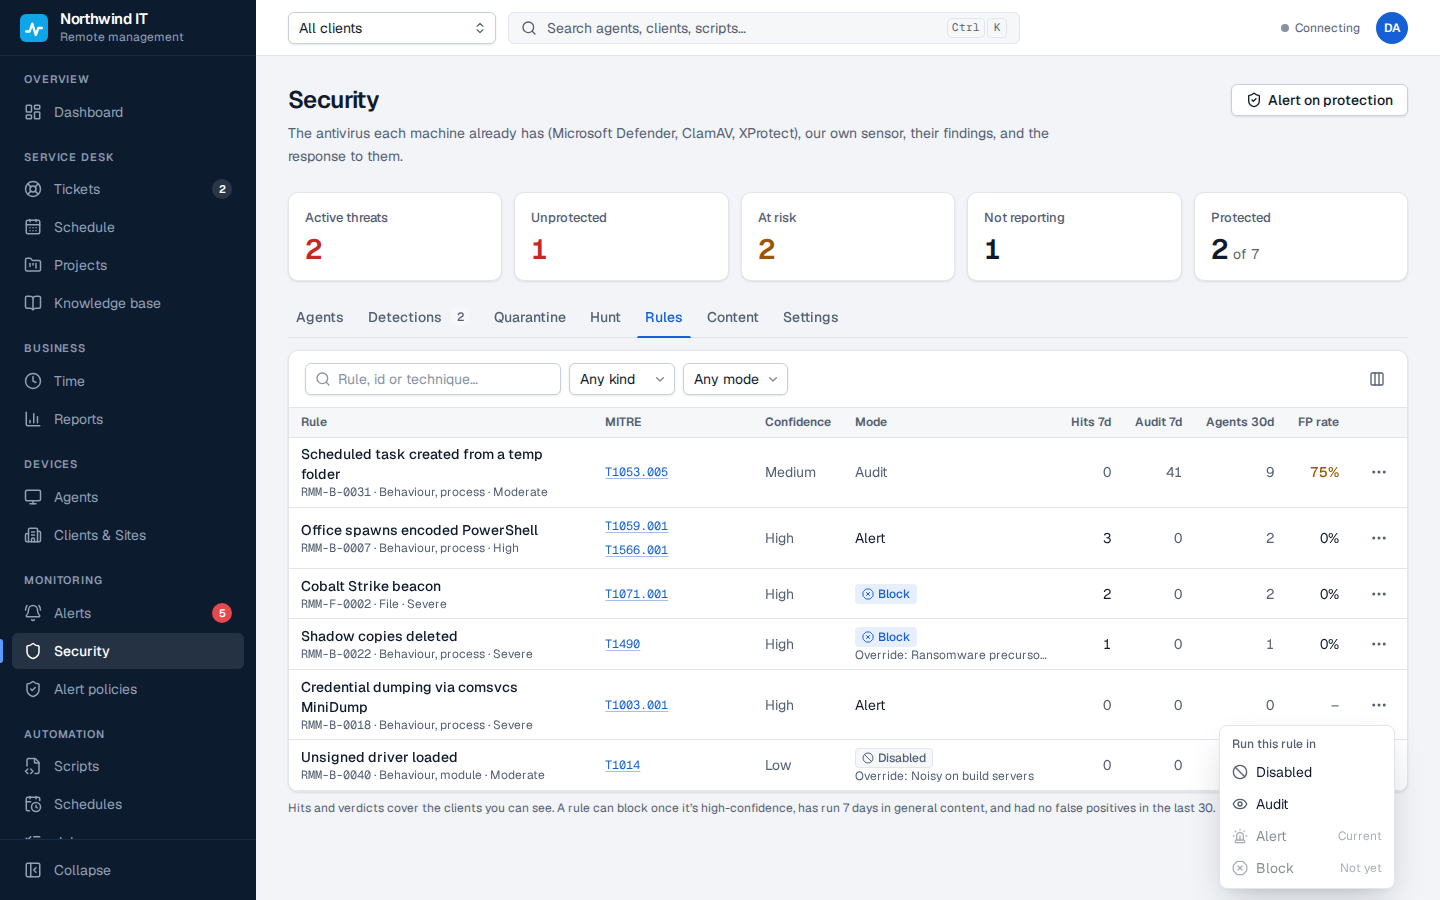 Northwind IT
Remote management
OVERVIEW
Dashboard
SERVICE DESK
Tickets 2
Schedule
Projects
Knowledge base
BUSINESS
Time
Reports
DEVICES
Agents
Clients & Sites
MONITORING
Alerts 5
Security
Alert policies
AUTOMATION
Scripts
Schedules
Collapse
All clients
Search agents, clients, scripts… Ctrl K
Connecting DA
Security
Alert on protection
The antivirus each machine already has (Microsoft Defender, ClamAV, XProtect), our own sensor, their findings, and the
response to them.
Active threats
2
Unprotected
1
At risk
2
Not reporting
1
Protected
2 of 7
Agents Detections 2 Quarantine Hunt Rules Content Settings
Rule, id or technique… Any kind Any mode
Rule MITRE Confidence Mode Hits 7d Audit 7d Agents 30d FP rate
Scheduled task created from a temp
folder
RMM-B-0031 · Behaviour, process · Moderate
T1053.005 Medium Audit 0 41 9 75%
Office spawns encoded PowerShell
RMM-B-0007 · Behaviour, process · High
T1059.001
T1566.001
High Alert 3 0 2 0%
Cobalt Strike beacon
RMM-F-0002 · File · Severe
T1071.001 High Block 2 0 2 0%
Shadow copies deleted
RMM-B-0022 · Behaviour, process · Severe
T1490 High Block 1 0 1 0%
Override: Ransomware precurso…
Credential dumping via comsvcs
MiniDump
RMM-B-0018 · Behaviour, process · Severe
T1003.001 High Alert 0 0 0 –
Unsigned driver loaded
RMM-B-0040 · Behaviour, module · Moderate
T1014 Low Disabled 0 0
Override: Noisy on build servers
Run this rule in
Disabled
Audit
Alert Current
Block Not yet
Hits and verdicts cover the clients you can see. A rule can block once it's high-confidence, has run 7 days in general content, and had no false positives in the last 30.